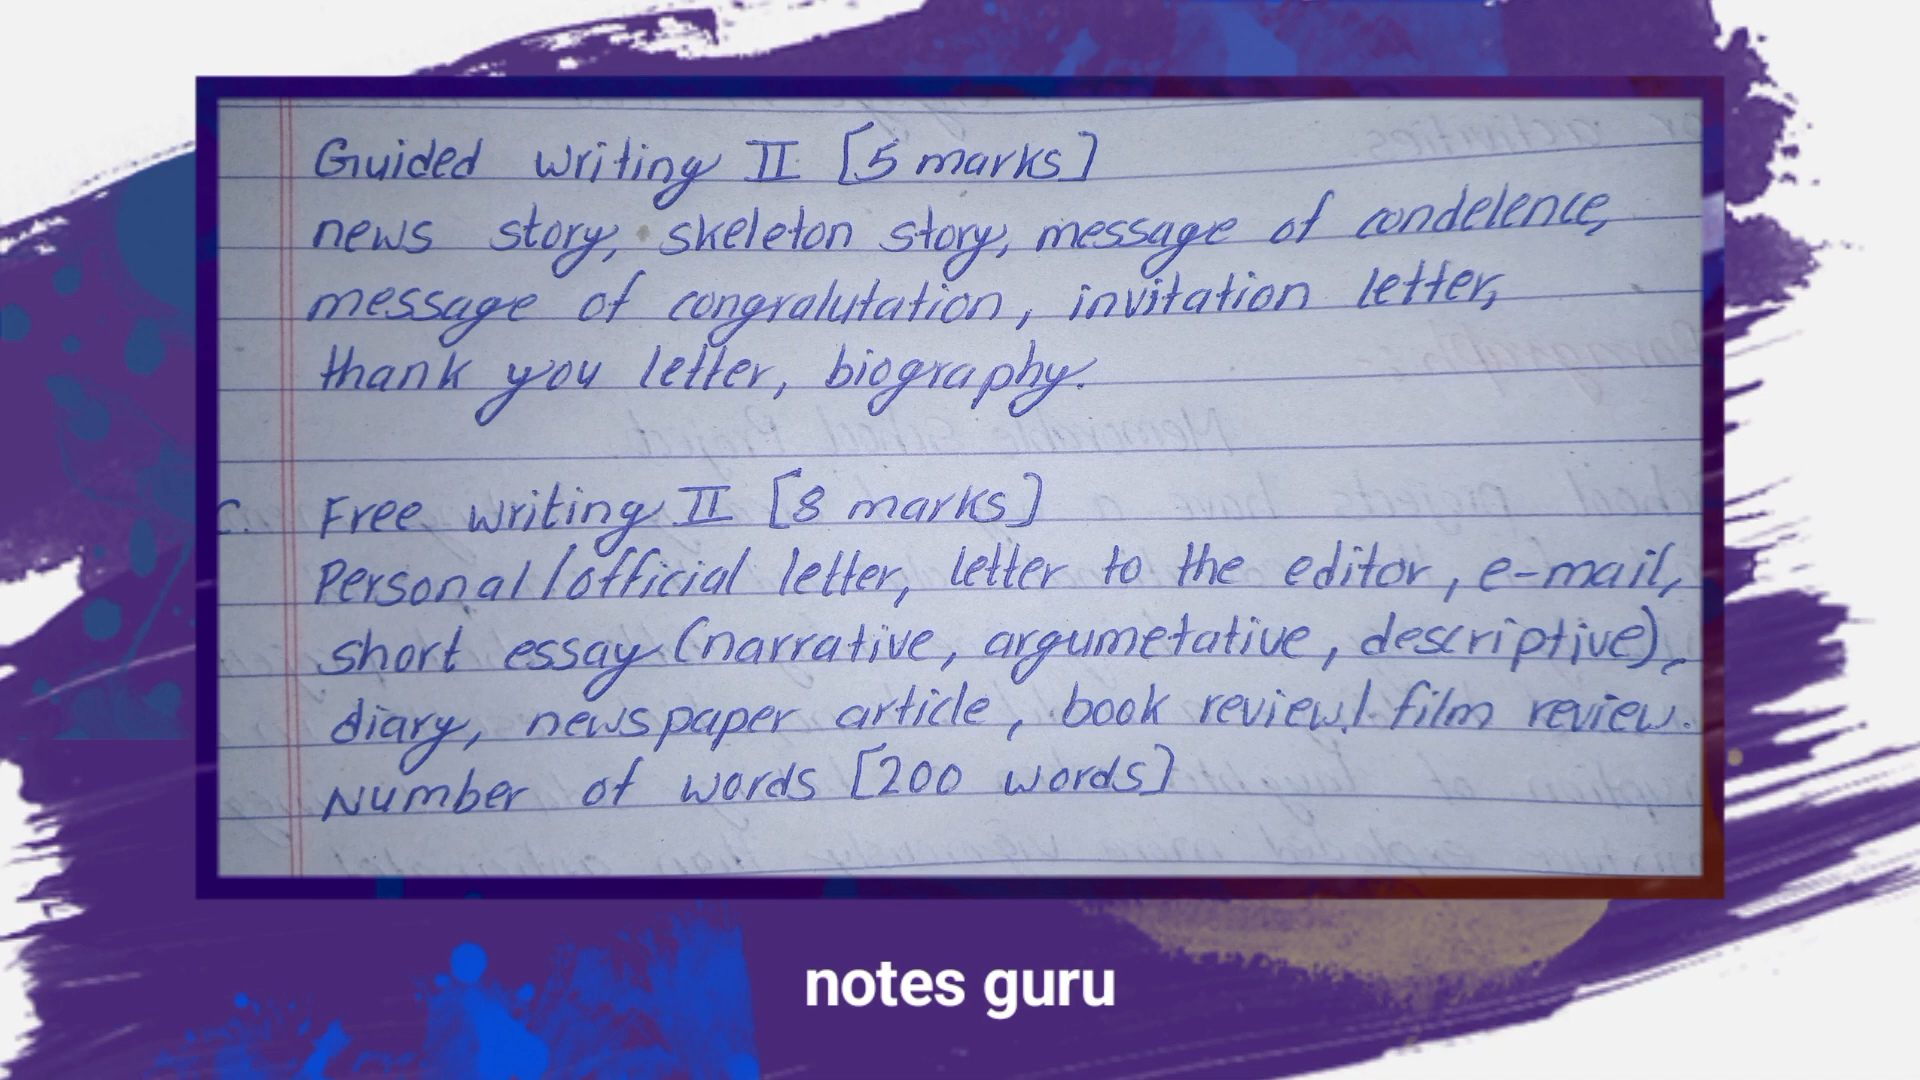 Guided writing II [5 marks]
news story, skeleton story, message of condelence,
message of congralutation, invitation letter,
thank you letter, biography.
C. Free writing II [8 marks]
Personal/official letter, letter to the editor, e-mail,
short essay (narrative, argumetative, descriptive),
diary, newspaper article, book review/ film review.
Number of words [200 words]
notes guru